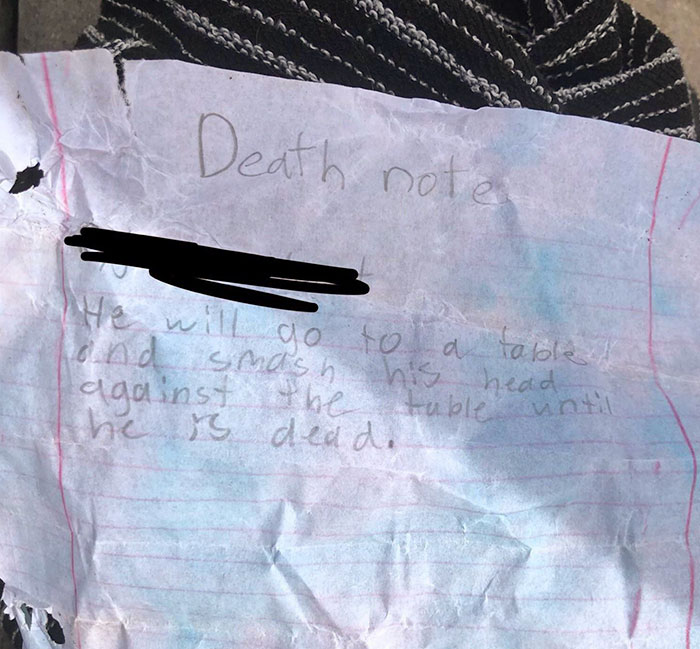 Death note
He will go to a table
and smash his head
against the table until
he is dead.